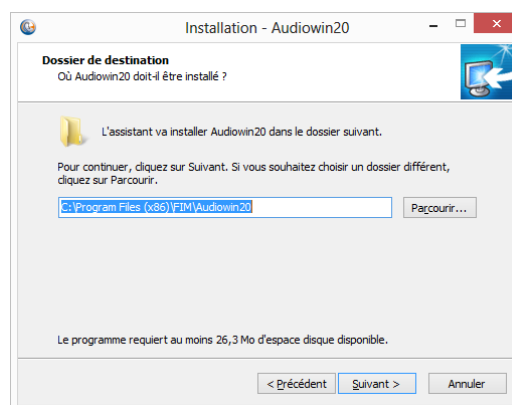 Installation - Audiowin20
Dossier de destination
Où Audiowin20 doit-il être installé ?
L'assistant va installer Audiowin20 dans le dossier suivant.
Pour continuer, cliquez sur Suivant. Si vous souhaitez choisir un dossier différent,
cliquez sur Parcourir.
C:\Program Files (x86)\FIM\Audiowin20
Parcourir...
Le programme requiert au moins 26,3 Mo d'espace disque disponible.
< Précédent
Suivant >
Annuler